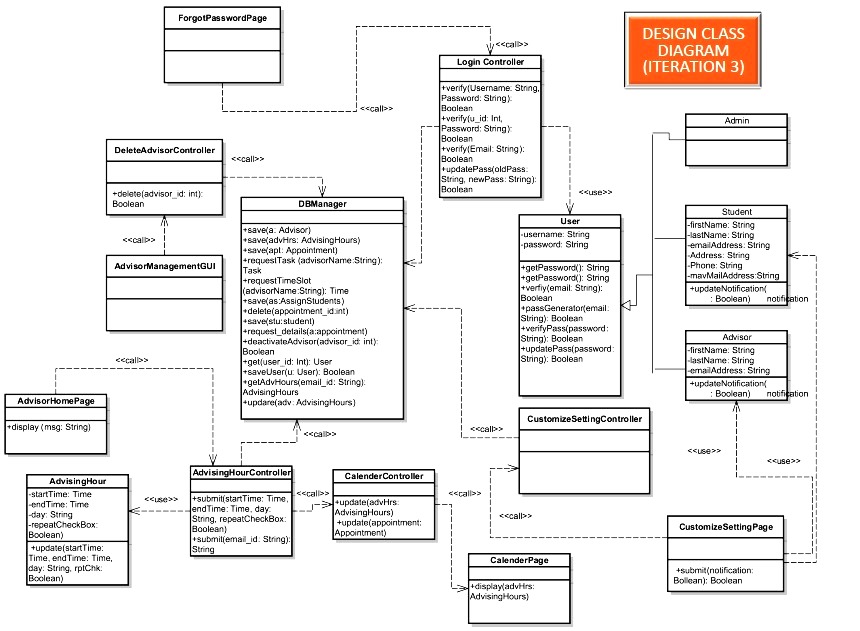 ForgotPasswordPage
<<call>>
<<call>>
Login Controller
+verify(Username: String,
Password: String):
Boolean
+verify(u_id: Int,
Password: String):
Boolean
+verify(Email: String):
Boolean
+updatePass(oldPass:
String, newPass: String):
Boolean
DESIGN CLASS
DIAGRAM
(ITERATION 3)
Admin
DeleteAdvisorController
+delete(advisor_id: int):
Boolean
<<call>>
<<call>>
AdvisorManagementGUI
DBManager
+save(a: Advisor)
+save(advHrs: AdvisingHours)
+save(apt: Appointment)
+requestTask (advisorName:String):
Task
+requestTimeSlot
(advisorName:String): Time
+save(as:AssignStudents)
+delete(appointment_id:int)
+save(stu:student)
+request_details(a:appointment)
+deactivateAdvisor(advisor_id: int):
Boolean
+get(user_id: Int): User
+saveUser(u: User): Boolean
+getAdvHours(email_id: String):
AdvisingHours
+updare(adv: AdvisingHours)
<<use>>
User
-username: String
-password: String
+getPassword(): String
+getPassword(): String
+verfiy(email: String):
Boolean
+passGenerator(email:
String): Boolean
+verifyPass(password:
String): Boolean
+updatePass(password:
String): Boolean
Student
-firstName: String
-lastName: String
-emailAddress: String
-Address: String
-Phone: String
-mavMailAddress:String
+updateNotification(
: Boolean) notification
Advisor
-firstName: String
-lastName: String
-emailAddress: String
+updateNotification(
: Boolean) notification
<<call>>
AdvisorHomePage
+display (msg: String)
<<call>>
<<call>>
CustomizeSettingController
<<use>>
<<use>>
AdvisingHour
-startTime: Time
-endTime: Time
-day: String
-repeatCheckBox:
Boolean)
+update(startTime:
Time, endTime: Time,
day: String, rptChk:
Boolean)
<<use>>
AdvisingHourController
+submit(startTime: Time,
endTime: Time, day:
String, repeatCheckBox:
Boolean)
+submit(email_id: String):
String
<<call>>
CalenderController
+update(advHrs:
AdvisingHours)
+update(appointment:
Appointment)
<<call>>
<<call>>
CustomizeSettingPage
+submit(notification:
Bollean): Boolean
CalenderPage
+display(advHrs:
AdvisingHours)